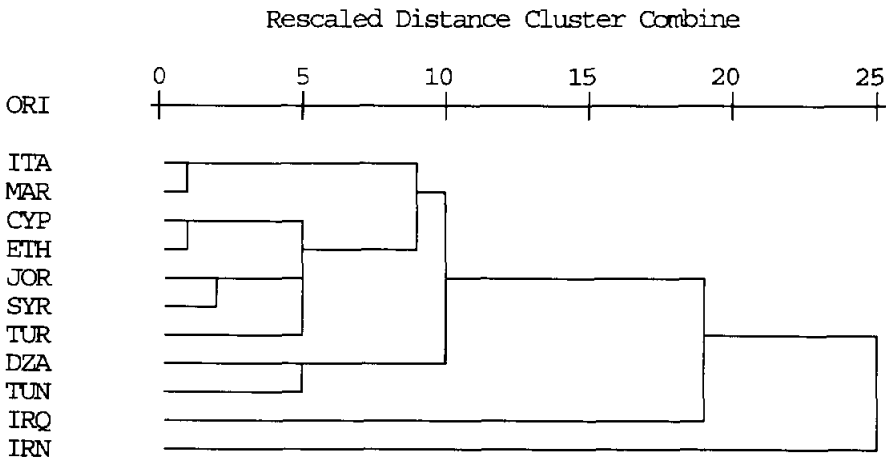 Rescaled Distance Cluster Combine
0 5 10 15 20 25
ORI
ITA
MAR
CYP
ETH
JOR
SYR
TUR
DZA
TUN
IRQ
IRN